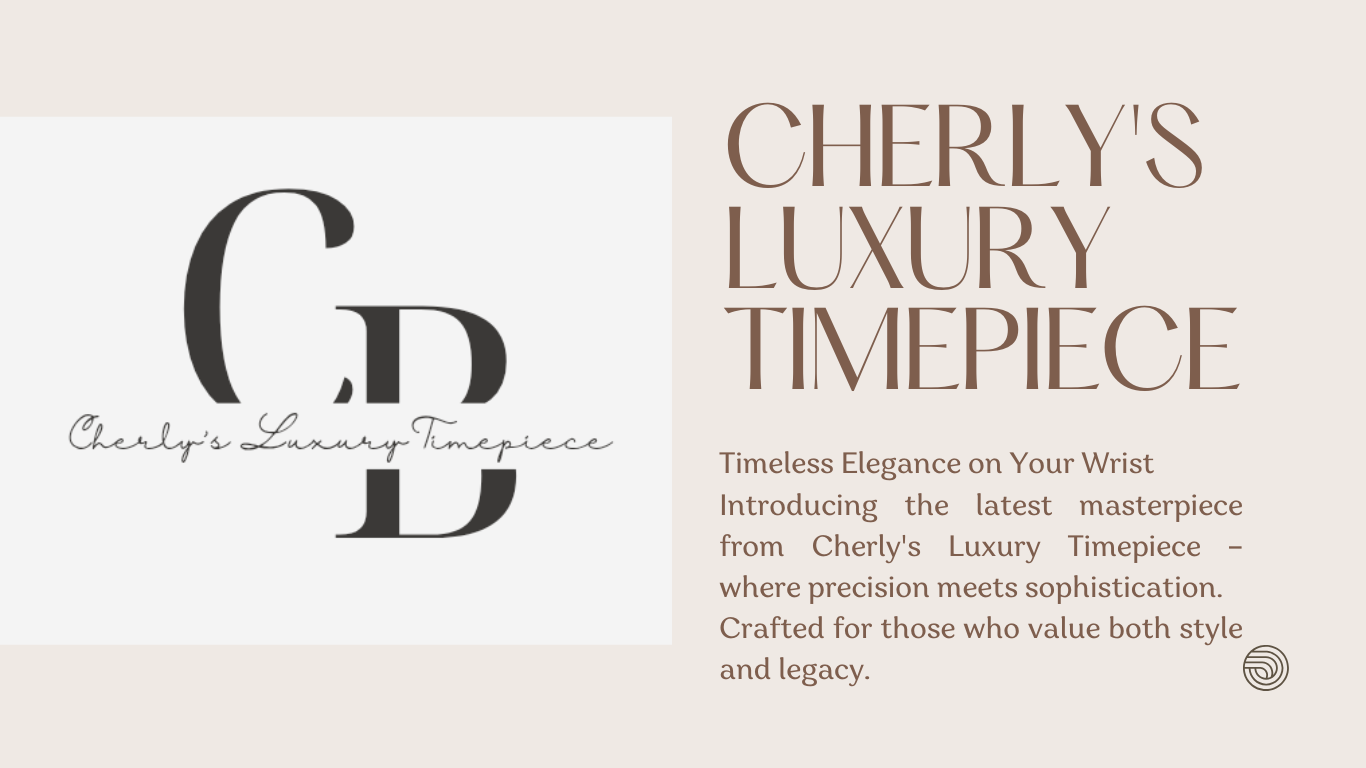 CB
Cherly's Luxury Timepiece
CHERLY'S
LUXURY
TIMEPIECE
Timeless Elegance on Your Wrist
Introducing the latest masterpiece
from Cherly's Luxury Timepiece –
where precision meets sophistication.
Crafted for those who value both style
and legacy.